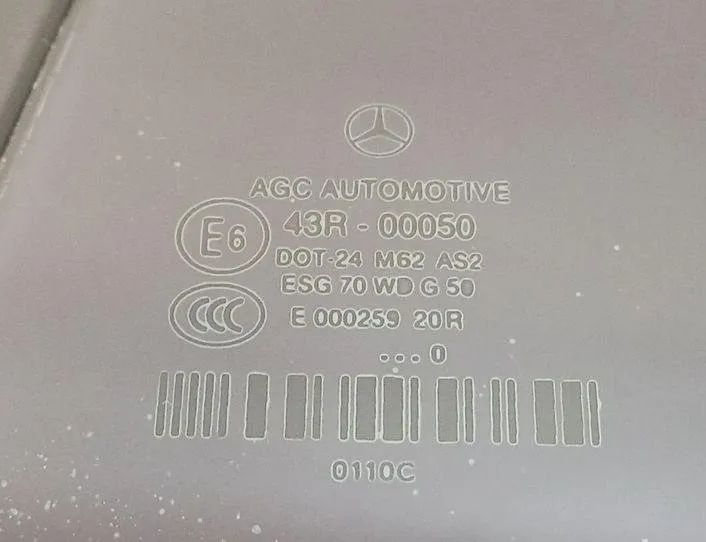 AGC AUTOMOTIVE
E6 43R - 00050
DOT-24 M62 AS2
ESG 70 WD G 50
CCC E 000259 20R
...0
0110C